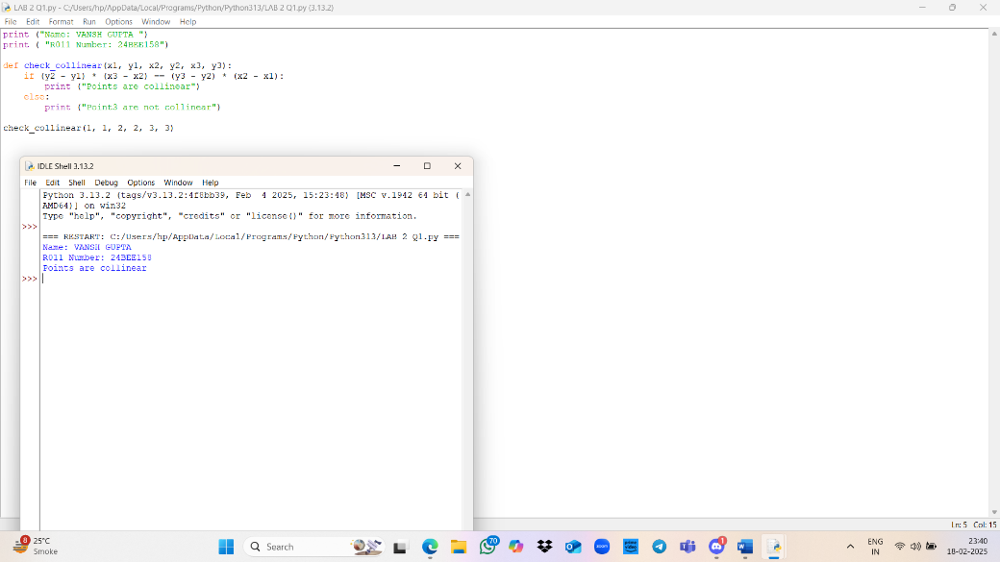 LAB 2 Q1.py - C:/Users/hp/AppData/Local/Programs/Python/Python313/LAB 2 Q1.py (3.13.2)
File Edit Format Run Options Window Help
print ("Name: VANSH GUPTA ")
print ( "R0ll Number: 24BEE158")
def check_collinear(x1, y1, x2, y2, x3, y3):
if (y2 - y1) * (x3 - x2) == (y3 - y2) * (x2 - x1):
print ("Points are collinear")
else:
print ("Point3 are not collinear")
check_collinear(1, 1, 2, 2, 3, 3)
IDLE Shell 3.13.2
File Edit Shell Debug Options Window Help
Python 3.13.2 (tags/v3.13.2:4f8bb39, Feb 4 2025, 15:23:48) [MSC v.1942 64 bit (
AMD64)] on win32
Type "help", "copyright", "credits" or "license()" for more information.
>>>
=== RESTART: C:/Users/hp/AppData/Local/Programs/Python/Python313/LAB 2 Q1.py ===
Name: VANSH GUPTA
R0ll Number: 24BEE158
Points are collinear
>>>
Ln: 5 Col: 15
8
25°C
Smoke
Search
70
zoom
prime video
1
ENG
IN
23:40
18-02-2025